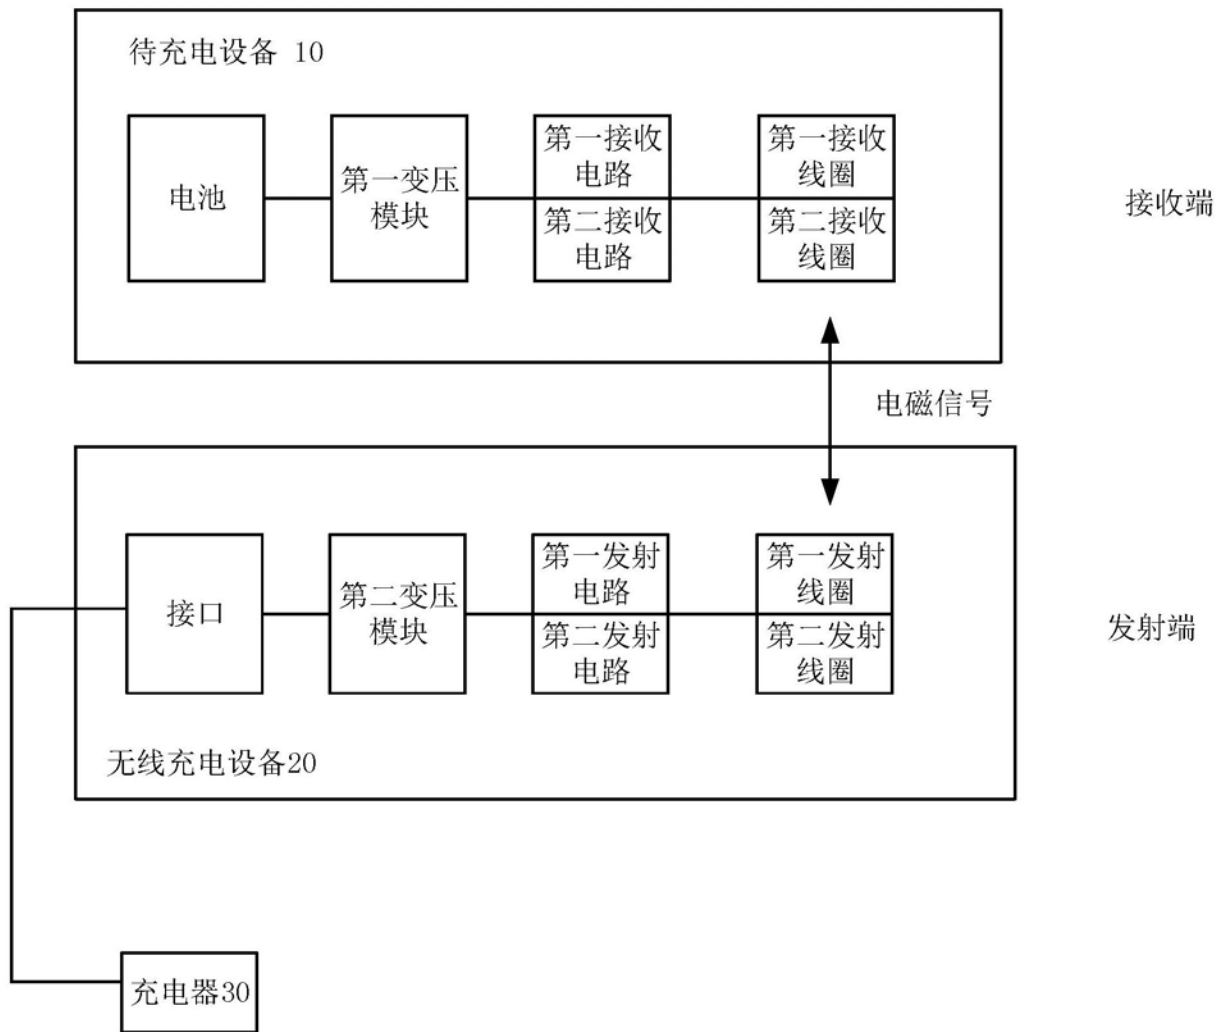 待充电设备 10
电池
第一变压
模块
第一接收
电路
第二接收
电路
第一接收
线圈
第二接收
线圈
接收端
电磁信号
接口
第二变压
模块
第一发射
电路
第二发射
电路
第一发射
线圈
第二发射
线圈
发射端
无线充电设备20
充电器30